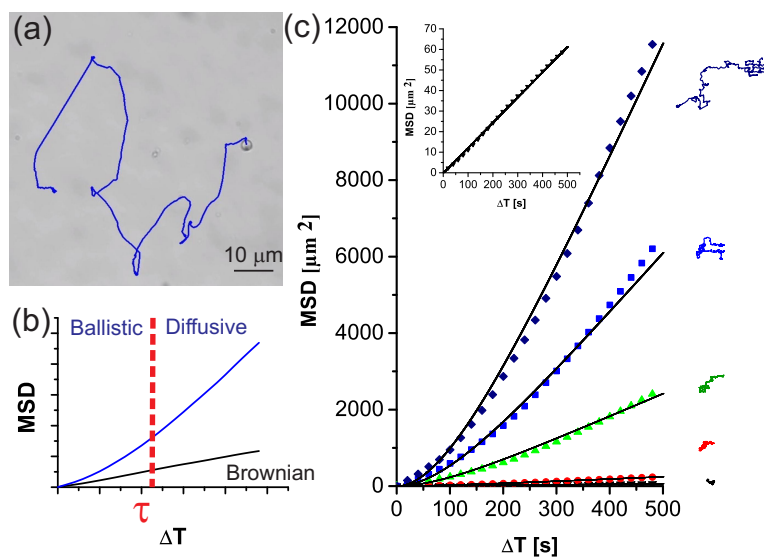 (a)
10 μm
(b)
Ballistic
Diffusive
MSD
Brownian
τ
ΔT
(c)
12000
10000
8000
6000
4000
2000
0
MSD [μm ²]
0
100
200
300
400
500
ΔT [s]
70
60
50
40
30
20
10
0
MSD [μm ²]
0
100
200
300
400
500
ΔT [s]